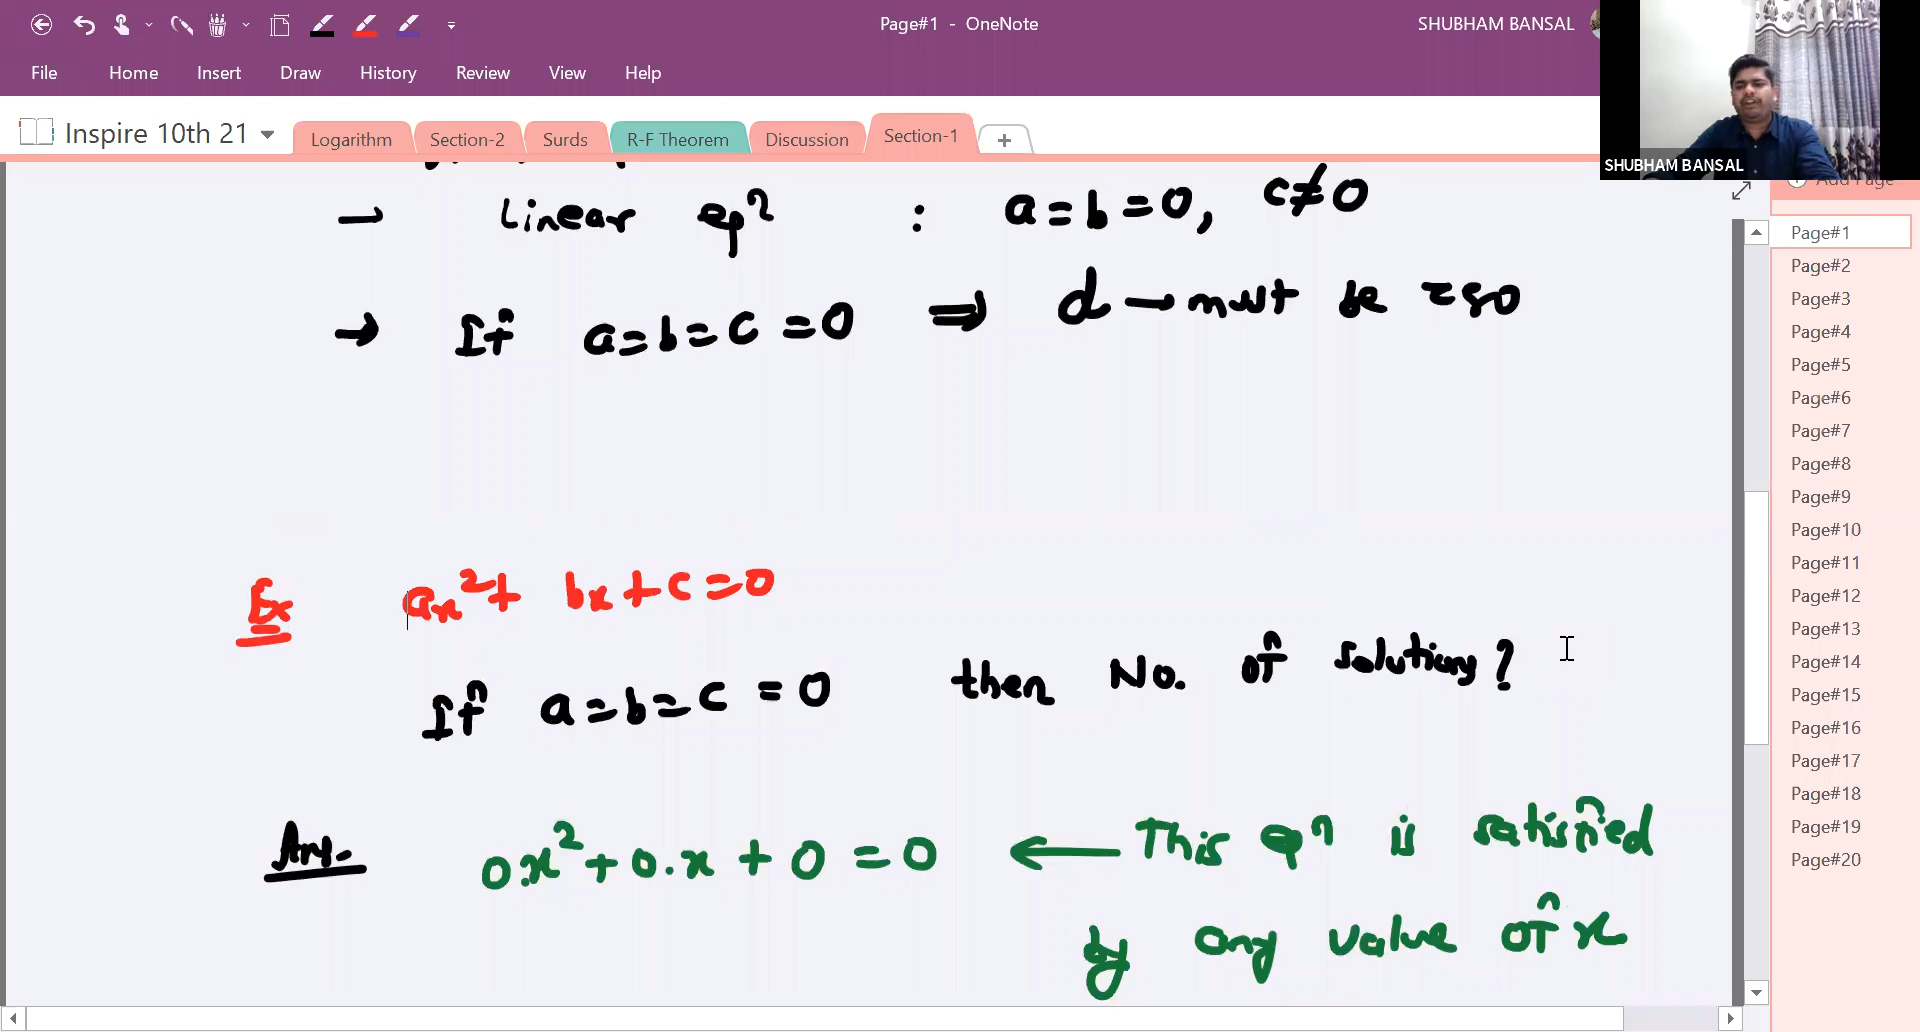 Page#1 - OneNote
SHUBHAM BANSAL
File Home Insert Draw History Review View Help
SHUBHAM BANSAL
Inspire 10th 21
Logarithm Section-2 Surds R-F Theorem Discussion Section-1 +
Add Page
→ Linear eqⁿ : a=b=0, c≠0
→ If a=b=c=0 ⟹ d → must be zero
Ex ax²+ bx+c=0
If a=b=c=0 then No. of solutions?
Ans. 0.x²+0.x+0=0 ← This eqⁿ is satisfied
by any value of x
Page#1
Page#2
Page#3
Page#4
Page#5
Page#6
Page#7
Page#8
Page#9
Page#10
Page#11
Page#12
Page#13
Page#14
Page#15
Page#16
Page#17
Page#18
Page#19
Page#20